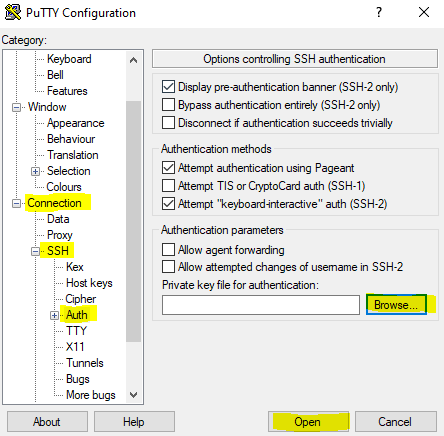 PuTTY Configuration
?
Category:
Keyboard
Bell
Features
Window
Appearance
Behaviour
Translation
Selection
Colours
Connection
Data
Proxy
SSH
Kex
Host keys
Cipher
Auth
TTY
X11
Tunnels
Bugs
More bugs
Options controlling SSH authentication
Display pre-authentication banner (SSH-2 only)
Bypass authentication entirely (SSH-2 only)
Disconnect if authentication succeeds trivially
Authentication methods
Attempt authentication using Pageant
Attempt TIS or CryptoCard auth (SSH-1)
Attempt "keyboard-interactive" auth (SSH-2)
Authentication parameters
Allow agent forwarding
Allow attempted changes of username in SSH-2
Private key file for authentication:
Browse...
About
Help
Open
Cancel